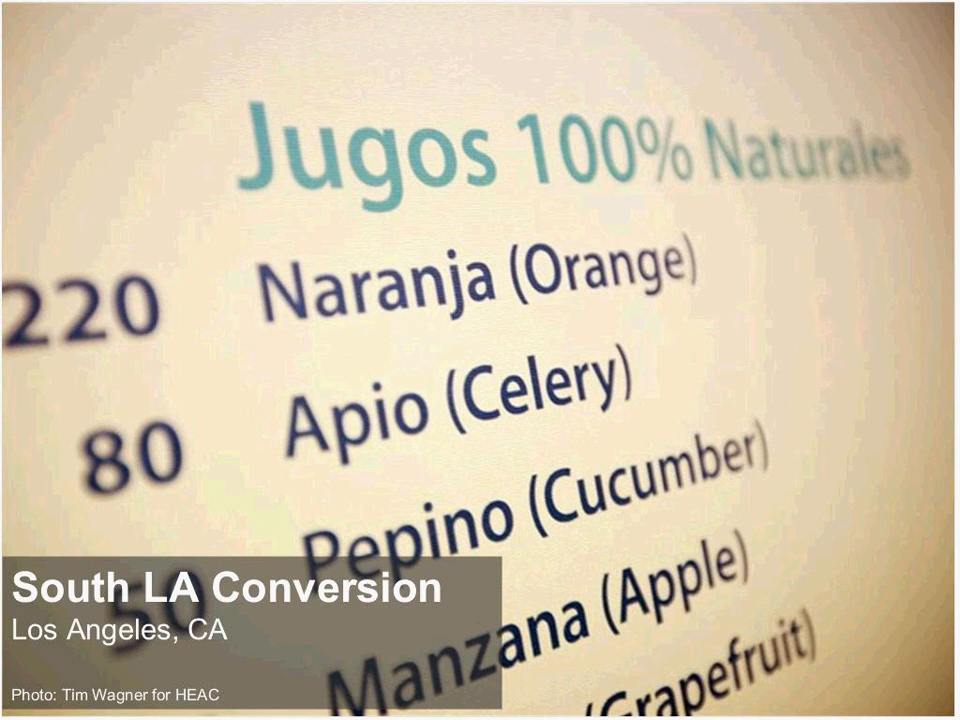 Jugos 100% Naturales
220 Naranja (Orange)
80 Apio (Celery)
50 Pepino (Cucumber)
Manzana (Apple)
(Grapefruit)
South LA Conversion
Los Angeles, CA
Photo: Tim Wagner for HEAC